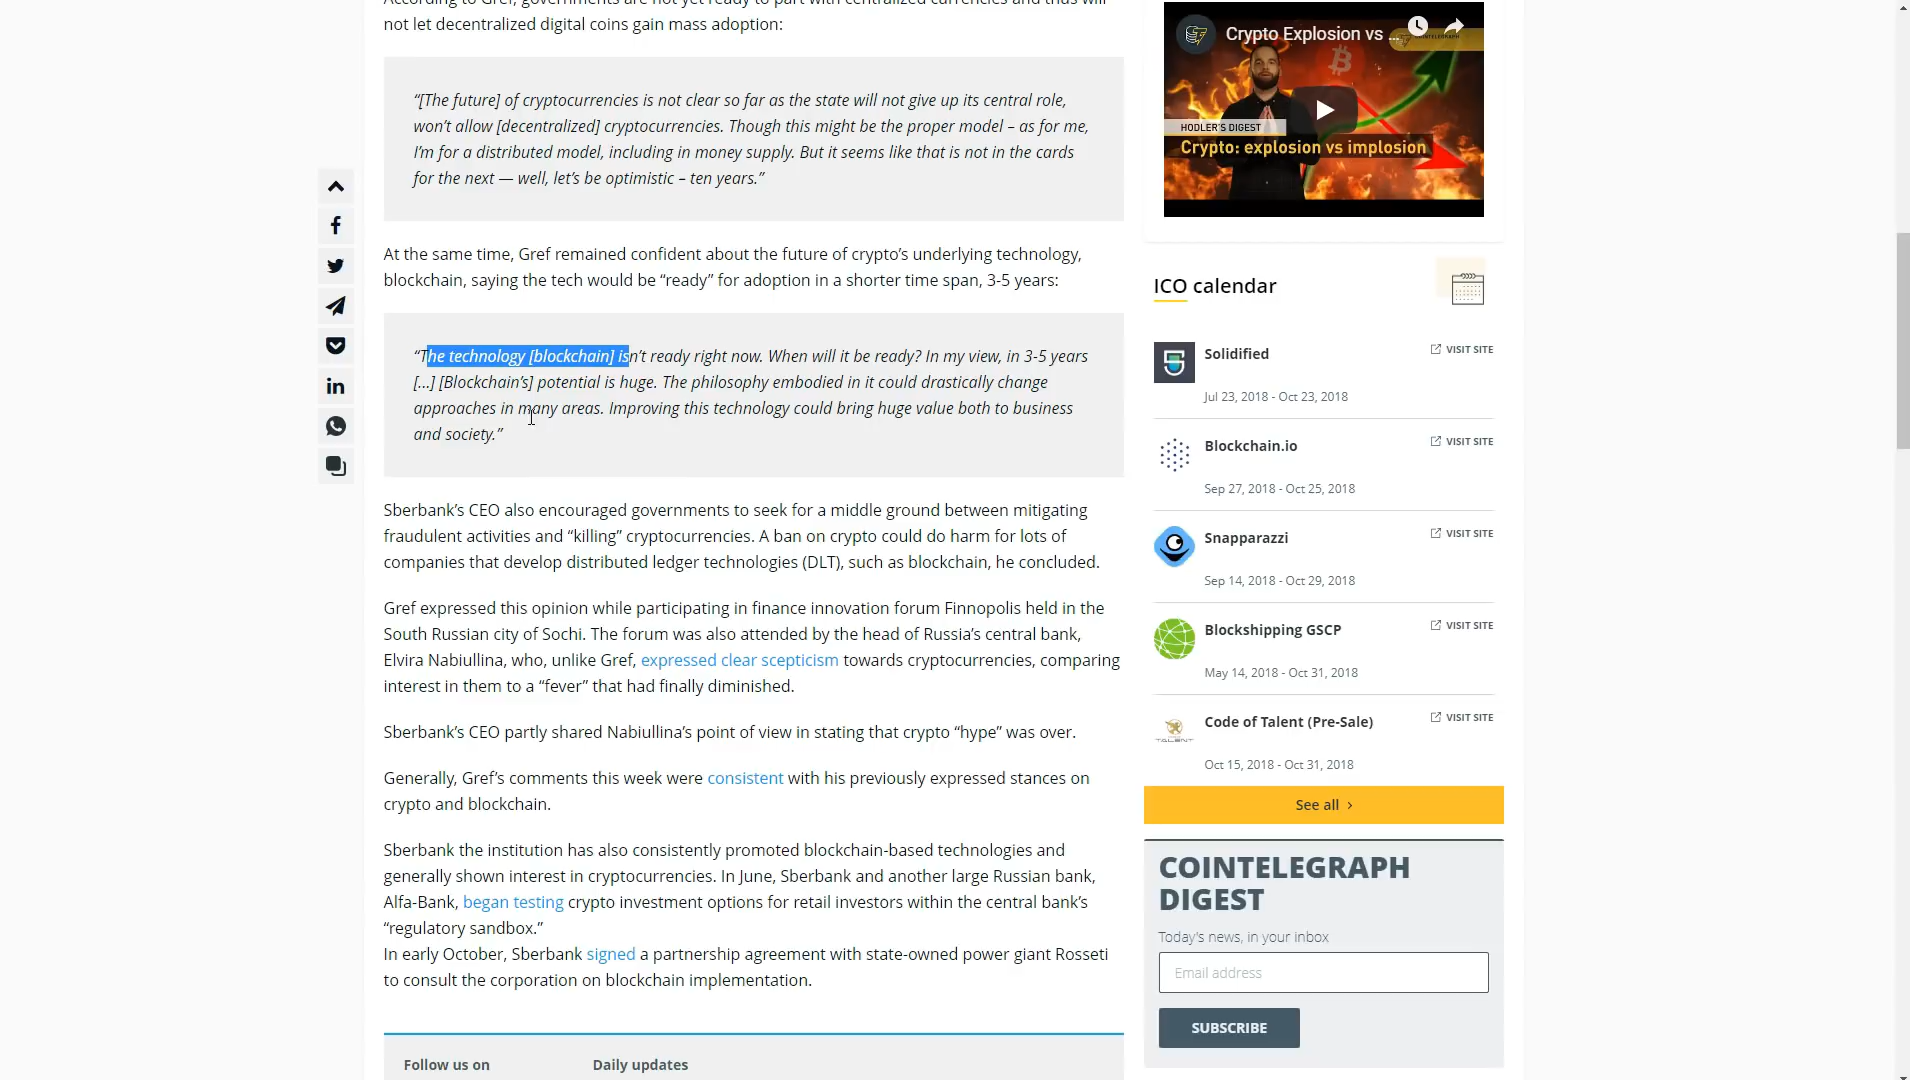 According to Gref, governments are not yet ready to part with centralized currencies and thus will
not let decentralized digital coins gain mass adoption:
“[The future] of cryptocurrencies is not clear so far as the state will not give up its central role,
won’t allow [decentralized] cryptocurrencies. Though this might be the proper model – as for me,
I’m for a distributed model, including in money supply. But it seems like that is not in the cards
for the next — well, let’s be optimistic – ten years.”
At the same time, Gref remained confident about the future of crypto’s underlying technology,
blockchain, saying the tech would be “ready” for adoption in a shorter time span, 3-5 years:
“The technology [blockchain] isn’t ready right now. When will it be ready? In my view, in 3-5 years
[...] [Blockchain’s] potential is huge. The philosophy embodied in it could drastically change
approaches in many areas. Improving this technology could bring huge value both to business
and society.”
Sberbank’s CEO also encouraged governments to seek for a middle ground between mitigating
fraudulent activities and “killing” cryptocurrencies. A ban on crypto could do harm for lots of
companies that develop distributed ledger technologies (DLT), such as blockchain, he concluded.
Gref expressed this opinion while participating in finance innovation forum Finnopolis held in the
South Russian city of Sochi. The forum was also attended by the head of Russia’s central bank,
Elvira Nabiullina, who, unlike Gref, expressed clear scepticism towards cryptocurrencies, comparing
interest in them to a “fever” that had finally diminished.
Sberbank’s CEO partly shared Nabiullina’s point of view in stating that crypto “hype” was over.
Generally, Gref’s comments this week were consistent with his previously expressed stances on
crypto and blockchain.
Sberbank the institution has also consistently promoted blockchain-based technologies and
generally shown interest in cryptocurrencies. In June, Sberbank and another large Russian bank,
Alfa-Bank, began testing crypto investment options for retail investors within the central bank’s
“regulatory sandbox.”
In early October, Sberbank signed a partnership agreement with state-owned power giant Rosseti
to consult the corporation on blockchain implementation.
Follow us on
Daily updates
Crypto Explosion vs ...
COINTELEGRAPH
HODLER’S DIGEST
Crypto: explosion vs implosion
ICO calendar
Solidified
VISIT SITE
Jul 23, 2018 - Oct 23, 2018
Blockchain.io
VISIT SITE
Sep 27, 2018 - Oct 25, 2018
Snapparazzi
VISIT SITE
Sep 14, 2018 - Oct 29, 2018
Blockshipping GSCP
VISIT SITE
May 14, 2018 - Oct 31, 2018
TALENT
Code of Talent (Pre-Sale)
VISIT SITE
Oct 15, 2018 - Oct 31, 2018
See all
COINTELEGRAPH
DIGEST
Today's news, in your inbox
Email address
SUBSCRIBE